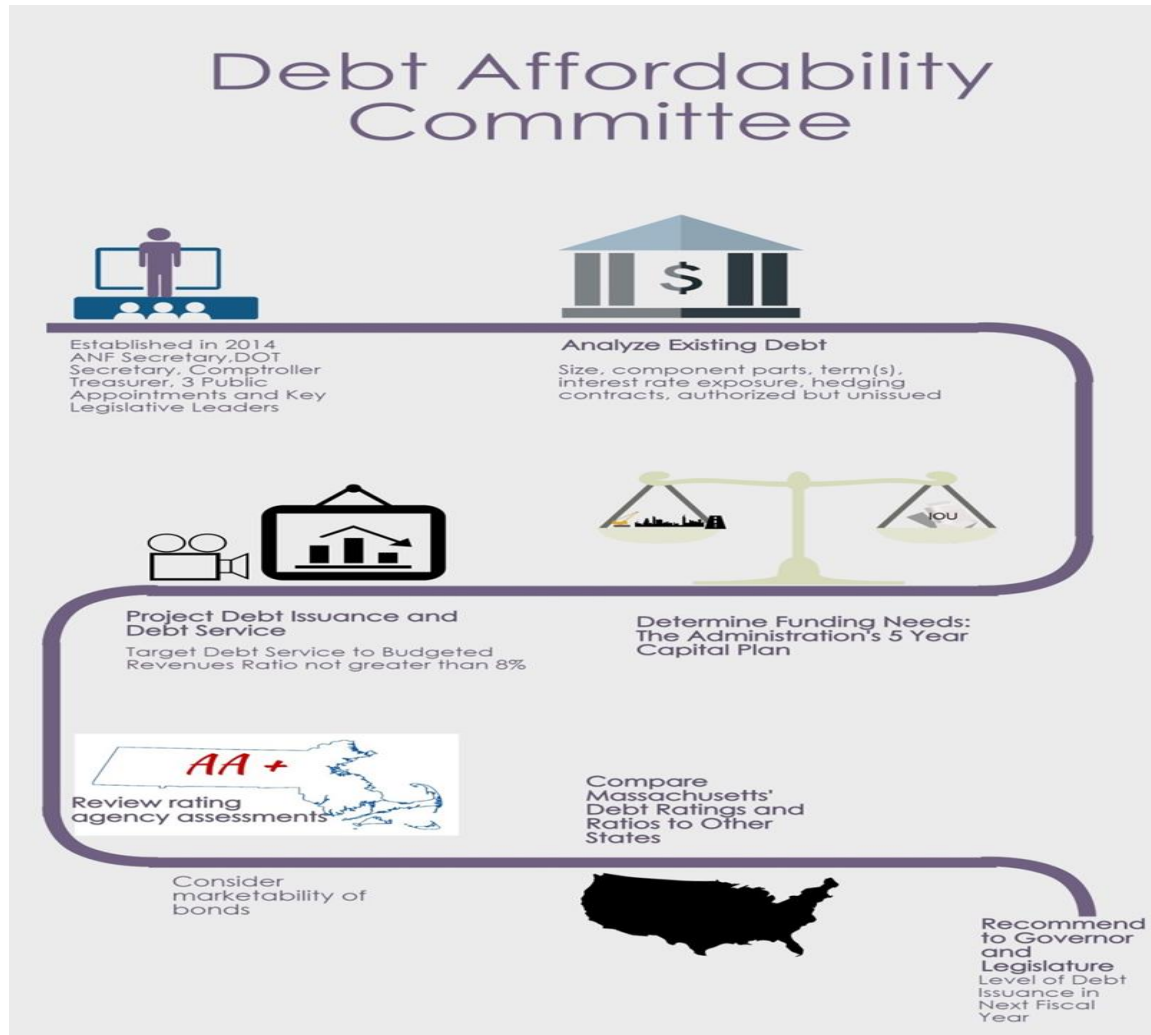 Debt Affordability
Committee
$
Established in 2014
ANF Secretary,DOT
Secretary, Comptroller
Treasurer, 3 Public
Appointments and Key
Legislative Leaders
Analyze Existing Debt
Size, component parts, term(s),
interest rate exposure, hedging
contracts, authorized but unissued
IOU
Determine Funding Needs:
The Administration's 5 Year
Capital Plan
Project Debt Issuance and
Debt Service
Target Debt Service to Budgeted
Revenues Ratio not greater than 8%
AA +
Review rating
agency assessments
Consider
marketability of
bonds
Compare
Massachusetts'
Debt Ratings and
Ratios to Other
States
Recommend
to Governor
and
Legislature
Level of Debt
Issuance in
Next Fiscal
Year